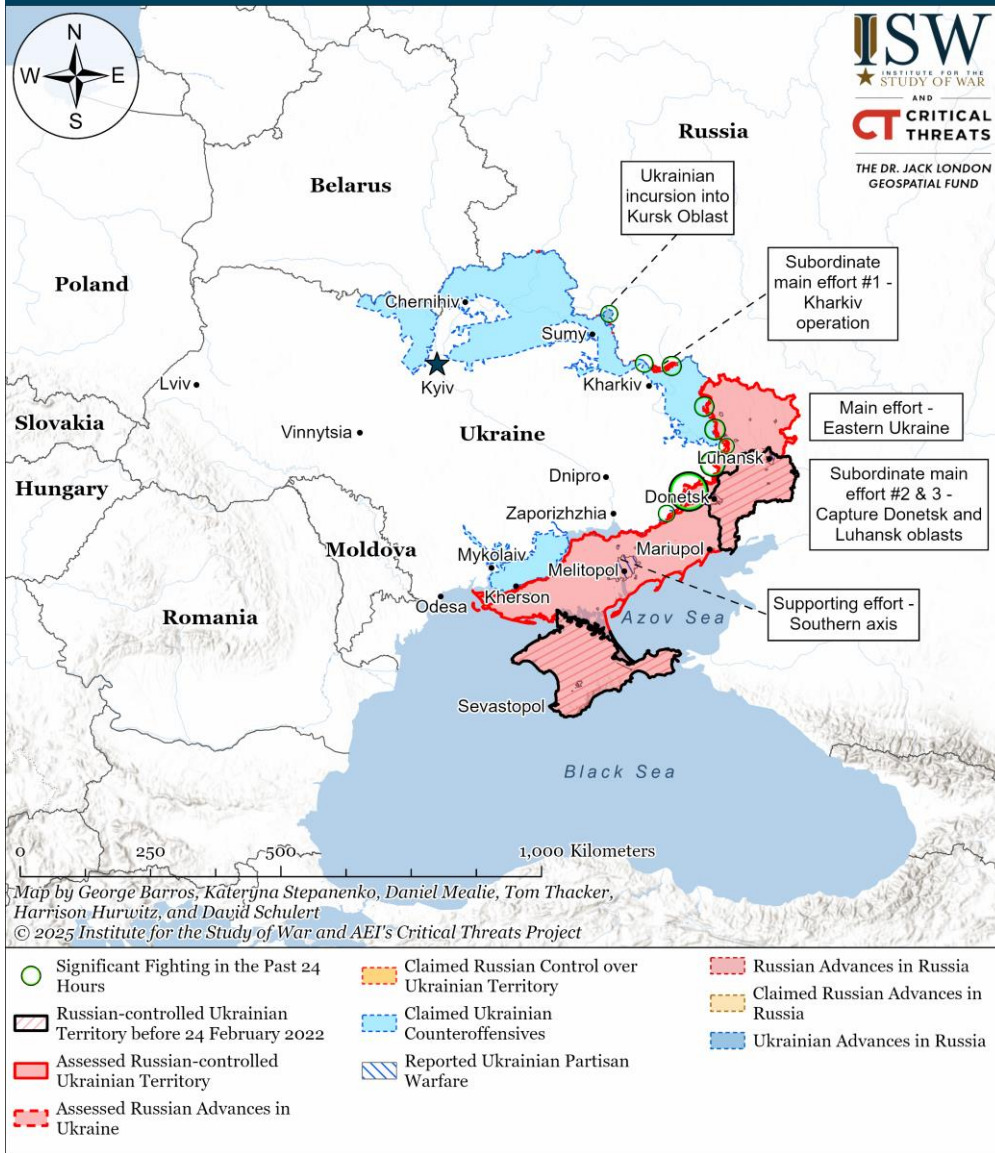 N
W
E
S
ISW
INSTITUTE FOR THE
STUDY OF WAR
AND
CT CRITICAL
THREATS
THE DR. JACK LONDON
GEOSPATIAL FUND
Russia
Belarus
Ukrainian
incursion into
Kursk Oblast
Subordinate
main effort #1 -
Kharkiv
operation
Poland
Chernihiv
Sumy
Kyiv
Kharkiv
Lviv
Slovakia
Vinnytsia
Ukraine
Main effort -
Eastern Ukraine
Luhansk
Hungary
Dnipro
Donetsk
Subordinate main
effort #2 & 3 -
Capture Donetsk and
Luhansk oblasts
Zaporizhzhia
Moldova
Mykolaiv
Mariupol
Melitopol
Kherson
Odesa
Romania
Azov Sea
Supporting effort -
Southern axis
Sevastopol
Black Sea
0 250 500 1,000 Kilometers
Map by George Barros, Kateryna Stepanenko, Daniel Mealie, Tom Thacker,
Harrison Hurwitz, and David Schulert
© 2025 Institute for the Study of War and AEI's Critical Threats Project
Significant Fighting in the Past 24
Hours
Russian-controlled Ukrainian
Territory before 24 February 2022
Assessed Russian-controlled
Ukrainian Territory
Assessed Russian Advances in
Ukraine
Claimed Russian Control over
Ukrainian Territory
Claimed Ukrainian
Counteroffensives
Reported Ukrainian Partisan
Warfare
Russian Advances in Russia
Claimed Russian Advances in
Russia
Ukrainian Advances in Russia